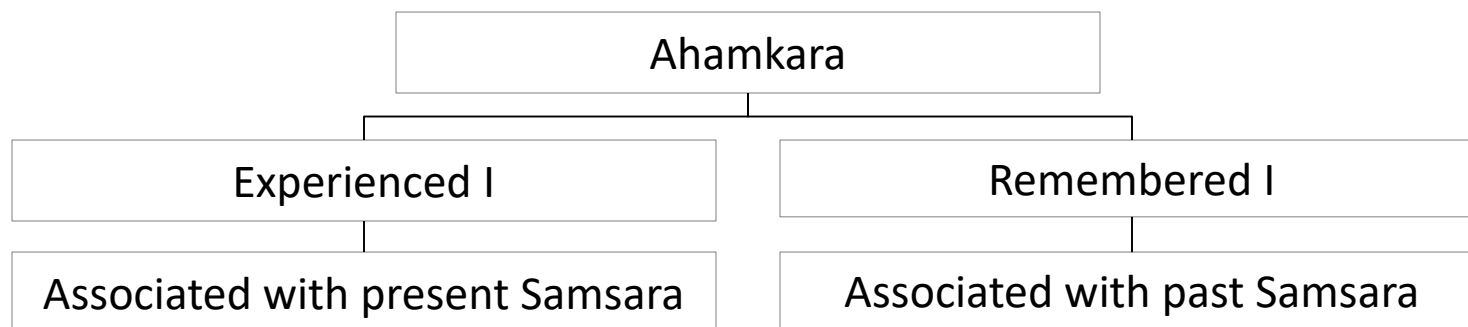 Ahamkara
Experienced I
Remembered I
Associated with present Samsara
Associated with past Samsara